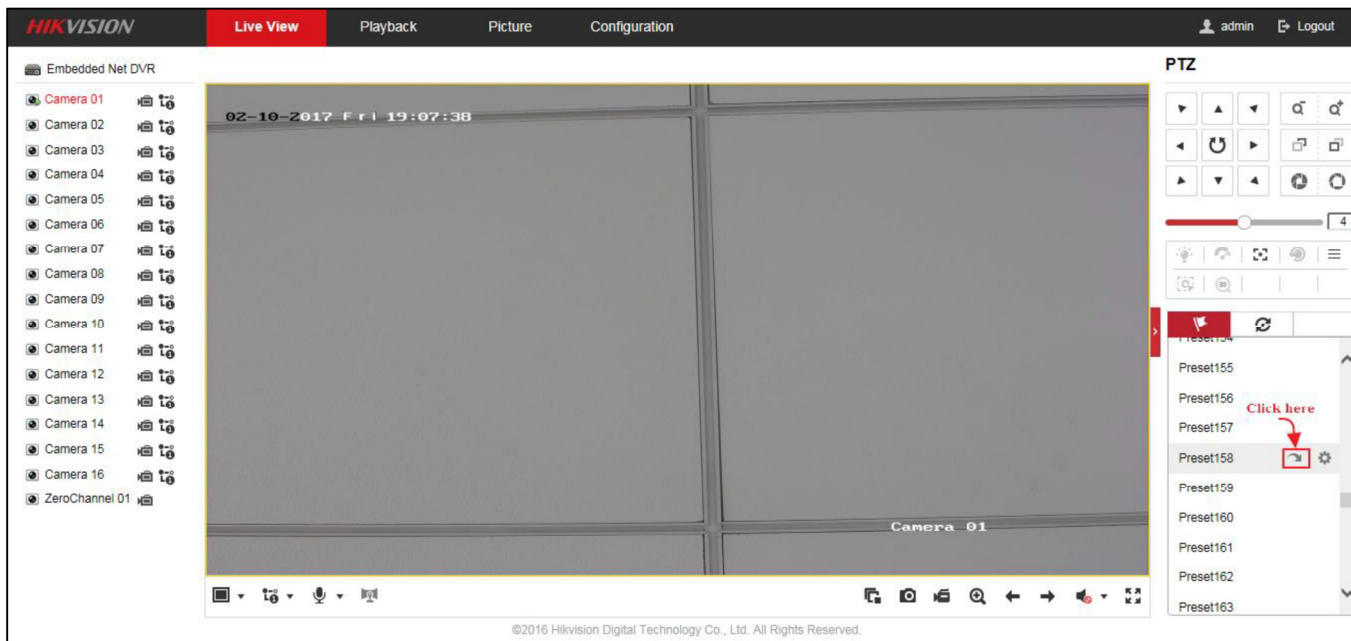 HIKVISION Live View Playback Picture Configuration admin Logout
Embedded Net DVR
Camera 01
Camera 02
Camera 03
Camera 04
Camera 05
Camera 06
Camera 07
Camera 08
Camera 09
Camera 10
Camera 11
Camera 12
Camera 13
Camera 14
Camera 15
Camera 16
ZeroChannel 01
02-10-2017 Fri 19:07:38
Camera 01
PTZ
4
3D
Preset154
Preset155
Preset156
Click here
Preset157
Preset158
Preset159
Preset160
Preset161
Preset162
Preset163
©2016 Hikvision Digital Technology Co., Ltd. All Rights Reserved.